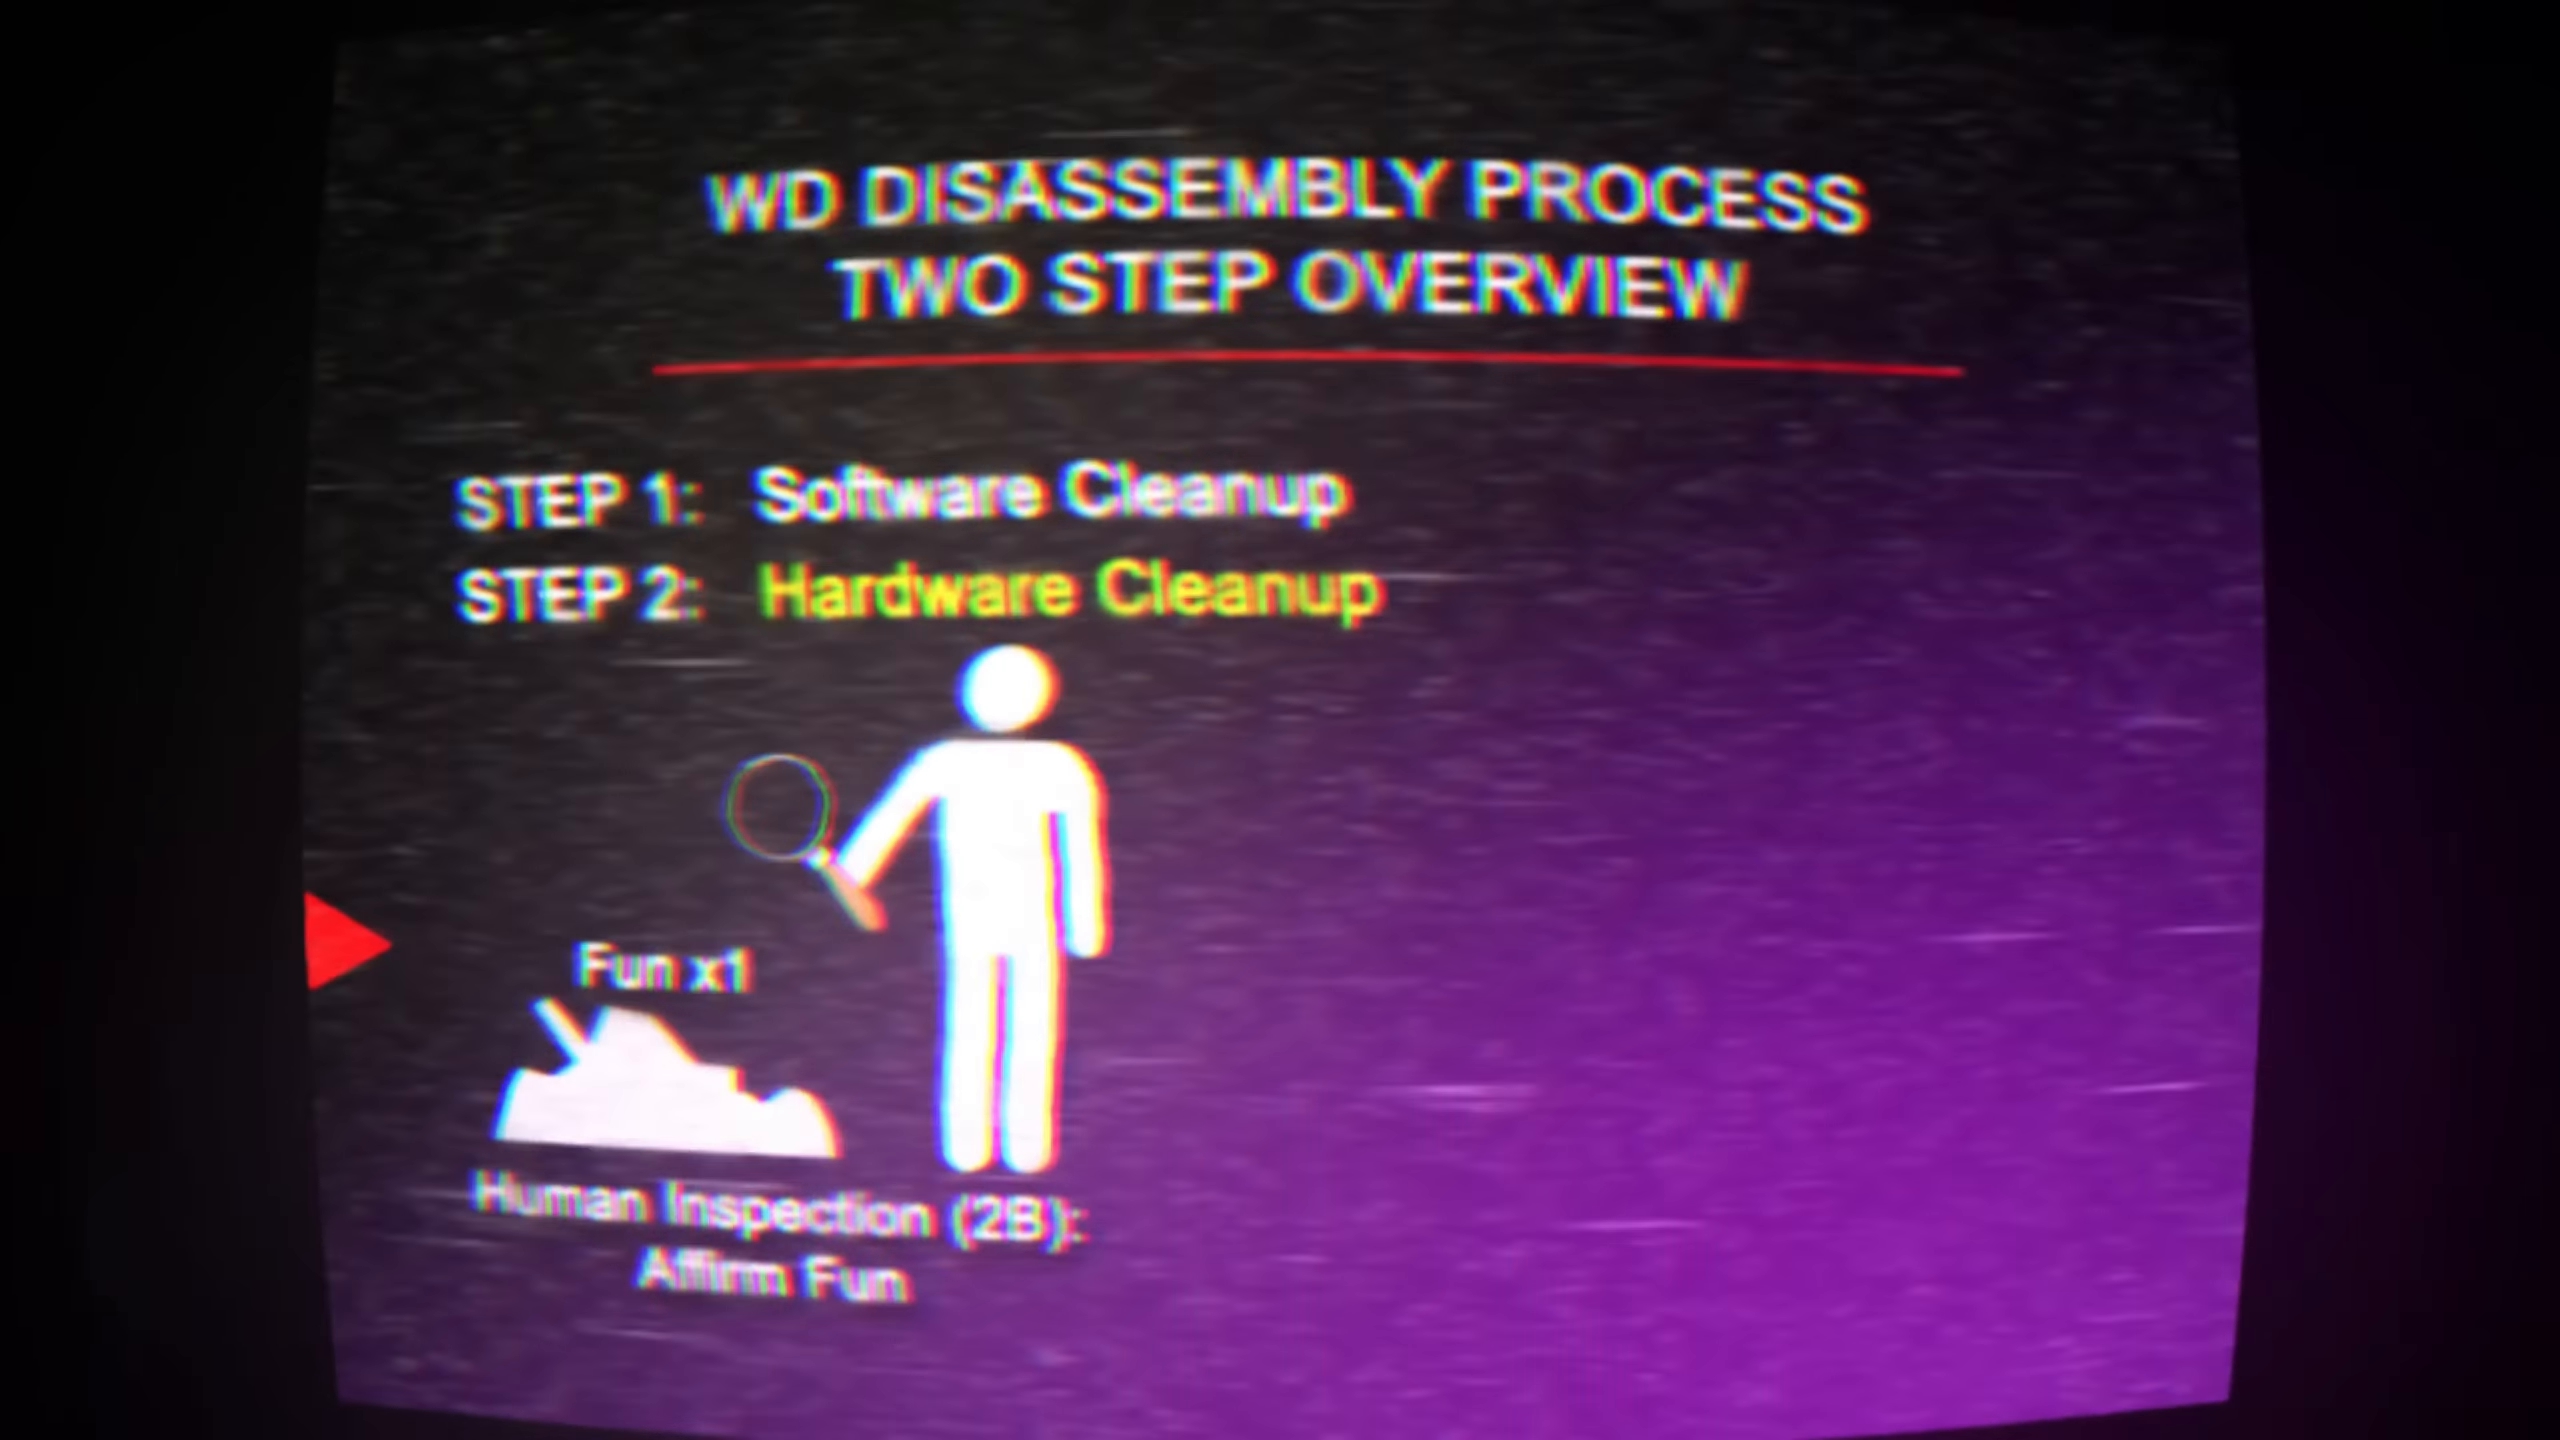 WD DISASSEMBLY PROCESS
TWO STEP OVERVIEW
STEP 1: Software Cleanup
STEP 2: Hardware Cleanup
Fun x1
Human Inspection (2B):
Affirm Fun